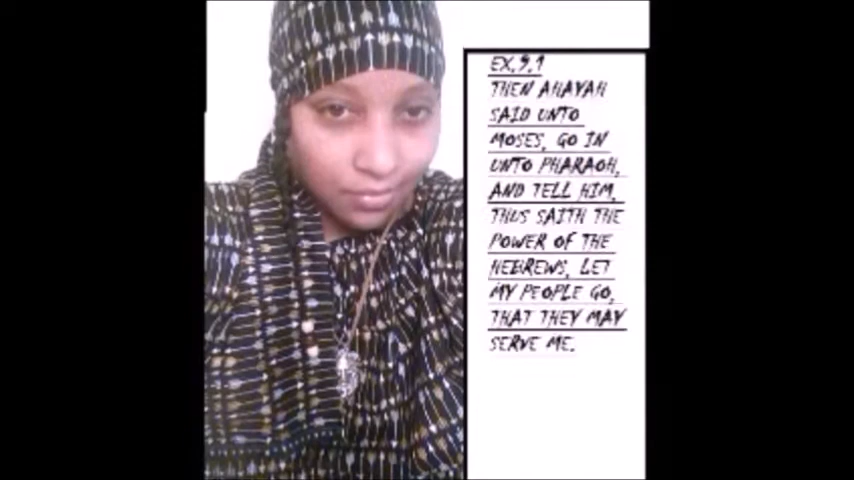 EX.9.1
THEN AHAYAH
SAID UNTO
MOSES, GO IN
UNTO PHARAOH,
AND TELL HIM,
THUS SAITH THE
POWER OF THE
HEBREWS, LET
MY PEOPLE GO,
THAT THEY MAY
SERVE ME.